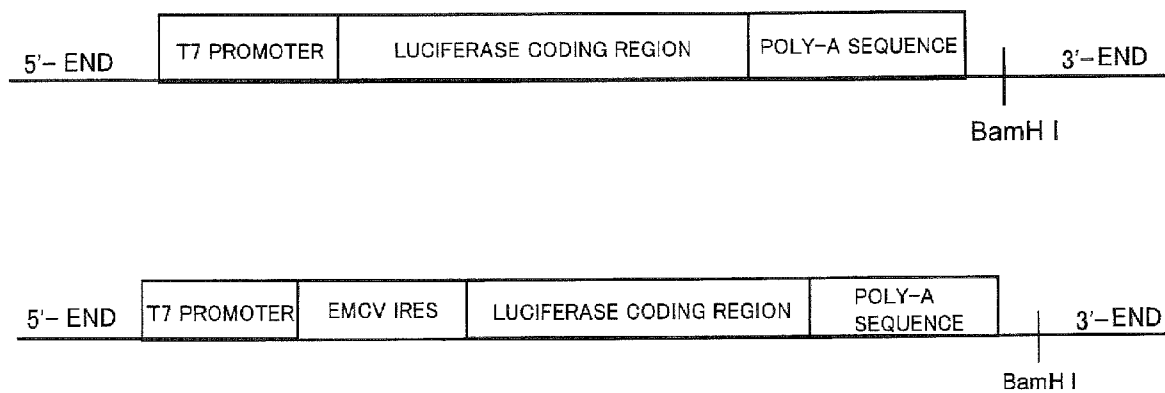 5'- END T7 PROMOTER LUCIFERASE CODING REGION POLY-A SEQUENCE 3'-END
BamH I
5'- END T7 PROMOTER EMCV IRES LUCIFERASE CODING REGION POLY-A
SEQUENCE 3'-END
BamH I